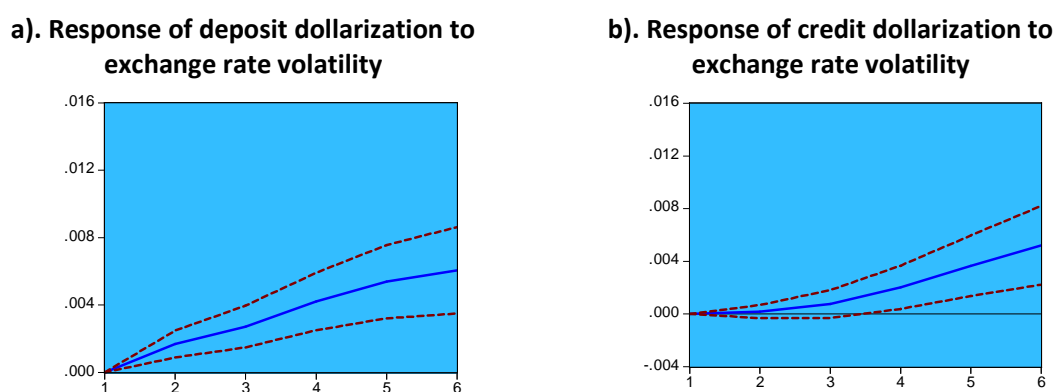 a). Response of deposit dollarization to
exchange rate volatility
.016
.012
.008
.004
.000
1 2 3 4 5 6
b). Response of credit dollarization to
exchange rate volatility
.016
.012
.008
.004
.000
-.004
1 2 3 4 5 6